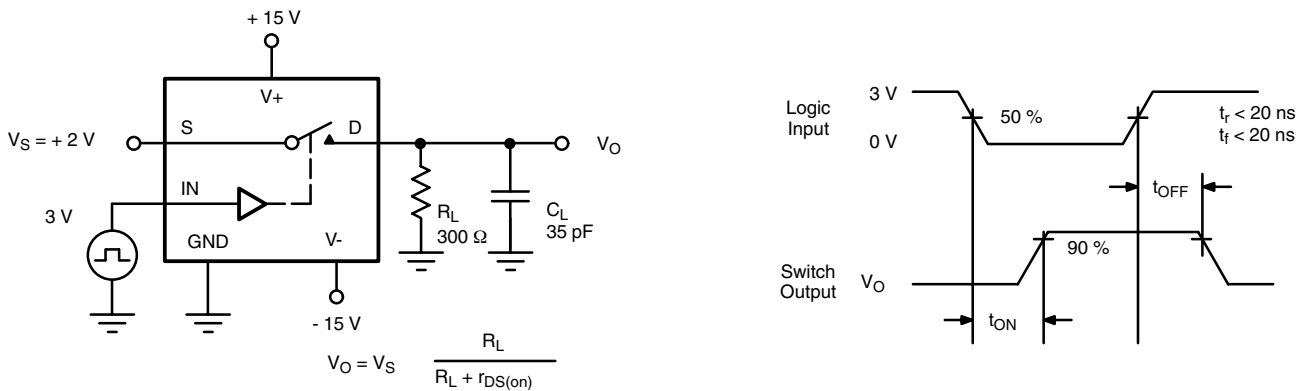 + 15 V
V+
S
D
V_S = + 2 V
V_O
IN
3 V
R_L
300 Ω
C_L
35 pF
GND
V-
- 15 V
V_O = V_S R_L / R_L + r_DS(on)
Logic
Input
3 V
0 V
50 %
t_r < 20 ns
t_f < 20 ns
t_OFF
90 %
Switch
Output
V_O
t_ON